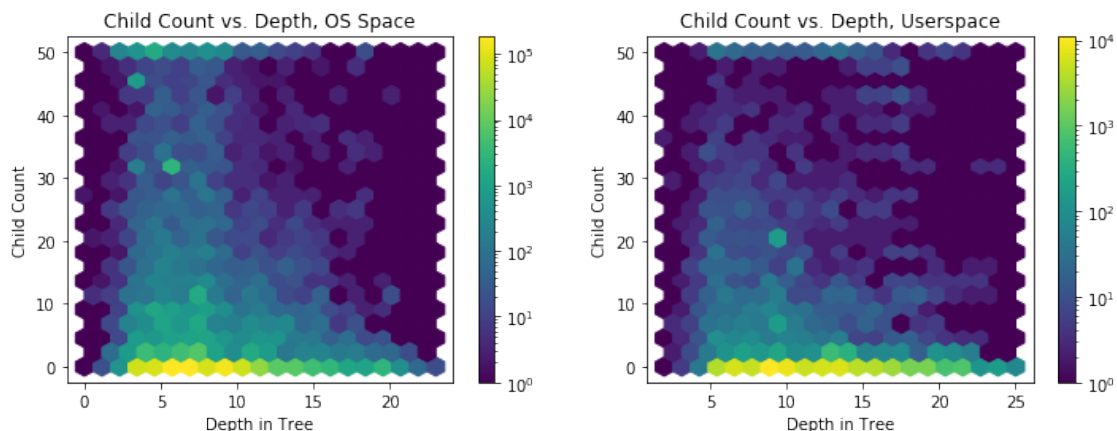 Child Count vs. Depth, OS Space
50
40
30
20
10
0
Child Count
0 5 10 15 20
Depth in Tree
10^5
10^4
10^3
10^2
10^1
10^0
Child Count vs. Depth, Userspace
50
40
30
20
10
0
Child Count
5 10 15 20 25
Depth in Tree
10^4
10^3
10^2
10^1
10^0